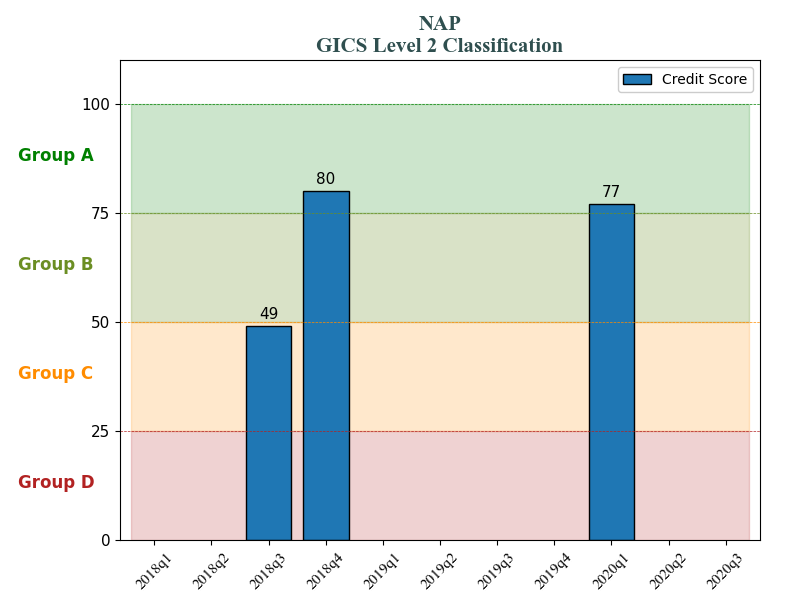 NAP
GICS Level 2 Classification
Credit Score
100
Group A
80
77
75
Group B
50
49
Group C
25
Group D
0
2018q1 2018q2 2018q3 2018q4 2019q1 2019q2 2019q3 2019q4 2020q1 2020q2 2020q3